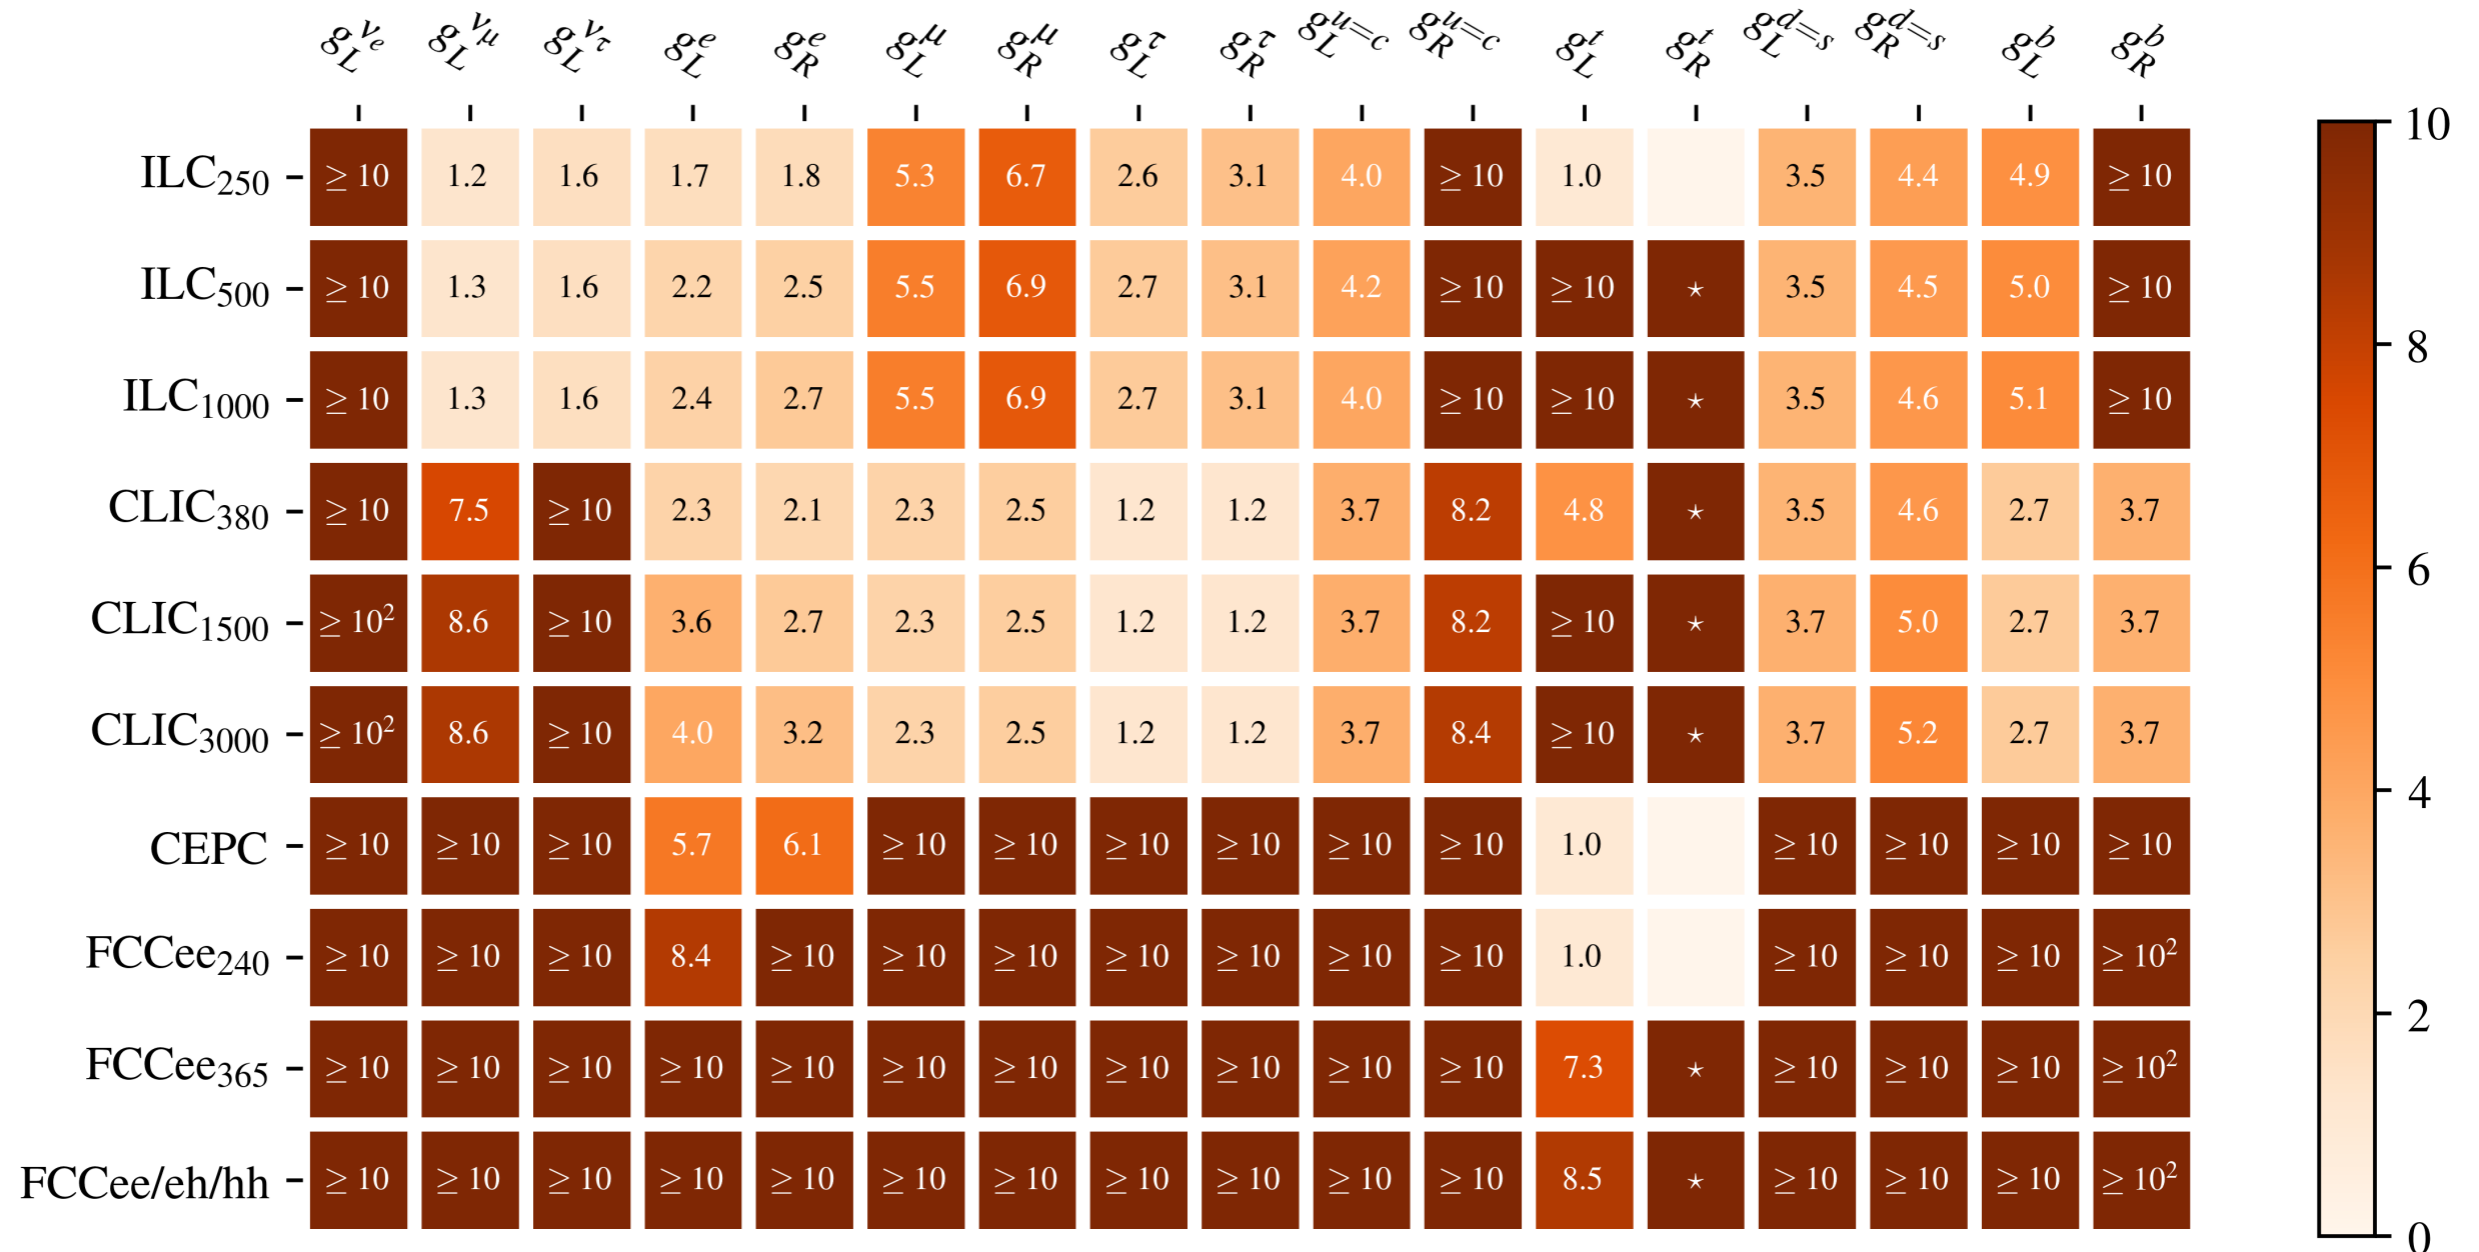 g_L^{ν_e} g_L^{ν_μ} g_L^{ν_τ} g_L^e g_R^e g_L^μ g_R^μ g_L^τ g_R^τ g_L^{u=c} g_R^{u=c} g_L^t g_R^t g_L^{d=s} g_R^{d=s} g_L^b g_R^b
ILC₂₅₀ ≥ 10 1.2 1.6 1.7 1.8 5.3 6.7 2.6 3.1 4.0 ≥ 10 1.0 3.5 4.4 4.9 ≥ 10
ILC₅₀₀ ≥ 10 1.3 1.6 2.2 2.5 5.5 6.9 2.7 3.1 4.2 ≥ 10 ≥ 10 ⋆ 3.5 4.5 5.0 ≥ 10
ILC₁₀₀₀ ≥ 10 1.3 1.6 2.4 2.7 5.5 6.9 2.7 3.1 4.0 ≥ 10 ≥ 10 ⋆ 3.5 4.6 5.1 ≥ 10
CLIC₃₈₀ ≥ 10 7.5 ≥ 10 2.3 2.1 2.3 2.5 1.2 1.2 3.7 8.2 4.8 ⋆ 3.5 4.6 2.7 3.7
CLIC₁₅₀₀ ≥ 10² 8.6 ≥ 10 3.6 2.7 2.3 2.5 1.2 1.2 3.7 8.2 ≥ 10 ⋆ 3.7 5.0 2.7 3.7
CLIC₃₀₀₀ ≥ 10² 8.6 ≥ 10 4.0 3.2 2.3 2.5 1.2 1.2 3.7 8.4 ≥ 10 ⋆ 3.7 5.2 2.7 3.7
CEPC ≥ 10 ≥ 10 ≥ 10 5.7 6.1 ≥ 10 ≥ 10 ≥ 10 ≥ 10 ≥ 10 ≥ 10 1.0 ≥ 10 ≥ 10 ≥ 10 ≥ 10
FCCee₂₄₀ ≥ 10 ≥ 10 ≥ 10 8.4 ≥ 10 ≥ 10 ≥ 10 ≥ 10 ≥ 10 ≥ 10 ≥ 10 1.0 ≥ 10 ≥ 10 ≥ 10 ≥ 10²
FCCee₃₆₅ ≥ 10 ≥ 10 ≥ 10 ≥ 10 ≥ 10 ≥ 10 ≥ 10 ≥ 10 ≥ 10 ≥ 10 ≥ 10 7.3 ⋆ ≥ 10 ≥ 10 ≥ 10 ≥ 10²
FCCee/eh/hh ≥ 10 ≥ 10 ≥ 10 ≥ 10 ≥ 10 ≥ 10 ≥ 10 ≥ 10 ≥ 10 ≥ 10 ≥ 10 8.5 ⋆ ≥ 10 ≥ 10 ≥ 10 ≥ 10²
10
8
6
4
2
0